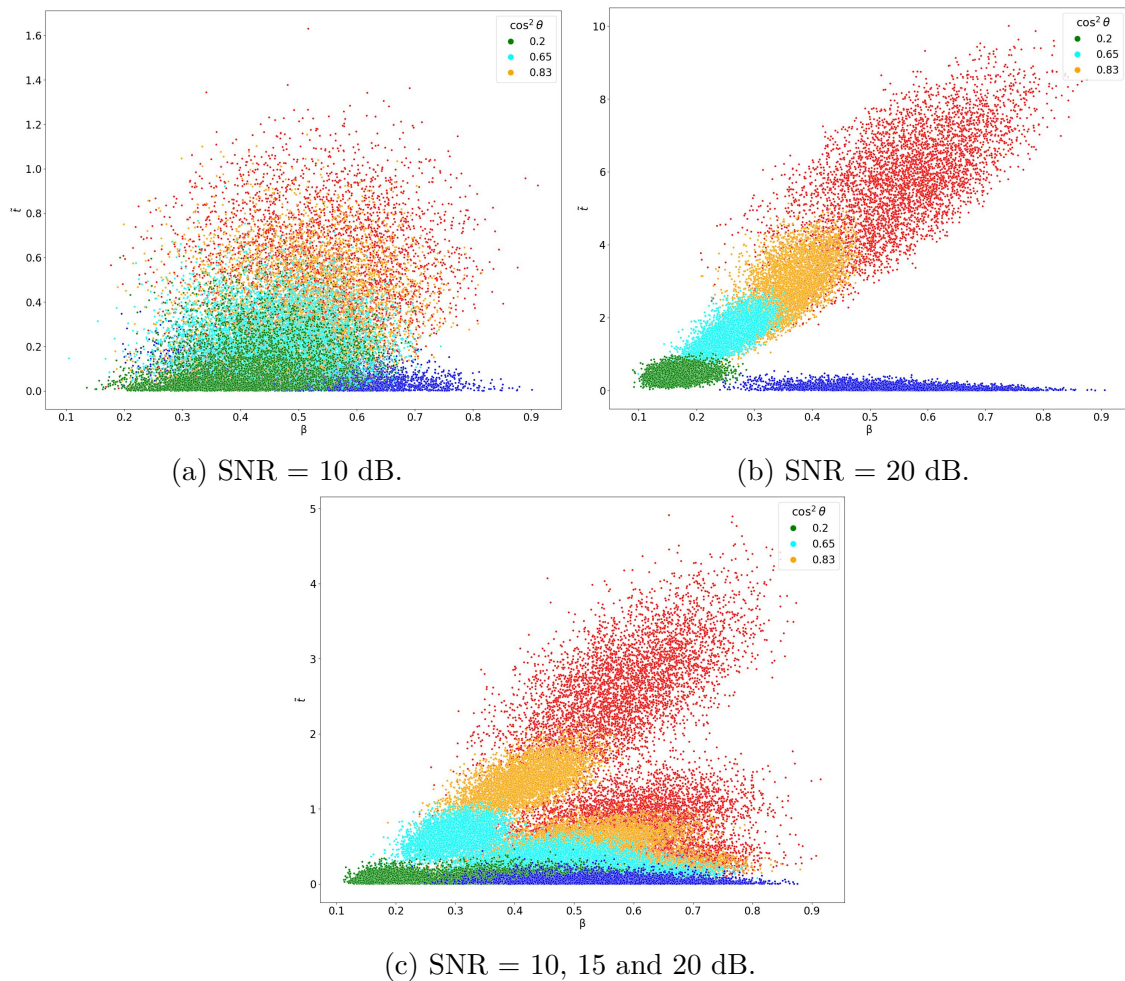 cos² θ
0.2
0.65
0.83
1.6
1.4
1.2
1.0
0.8
0.6
0.4
0.2
0.0
t̃
0.1 0.2 0.3 0.4 0.5 0.6 0.7 0.8 0.9
β
(a) SNR = 10 dB.
cos² θ
0.2
0.65
0.83
10
8
6
4
2
0
t̃
0.1 0.2 0.3 0.4 0.5 0.6 0.7 0.8 0.9
β
(b) SNR = 20 dB.
cos² θ
0.2
0.65
0.83
5
4
3
2
1
0
t̃
0.1 0.2 0.3 0.4 0.5 0.6 0.7 0.8 0.9
β
(c) SNR = 10, 15 and 20 dB.